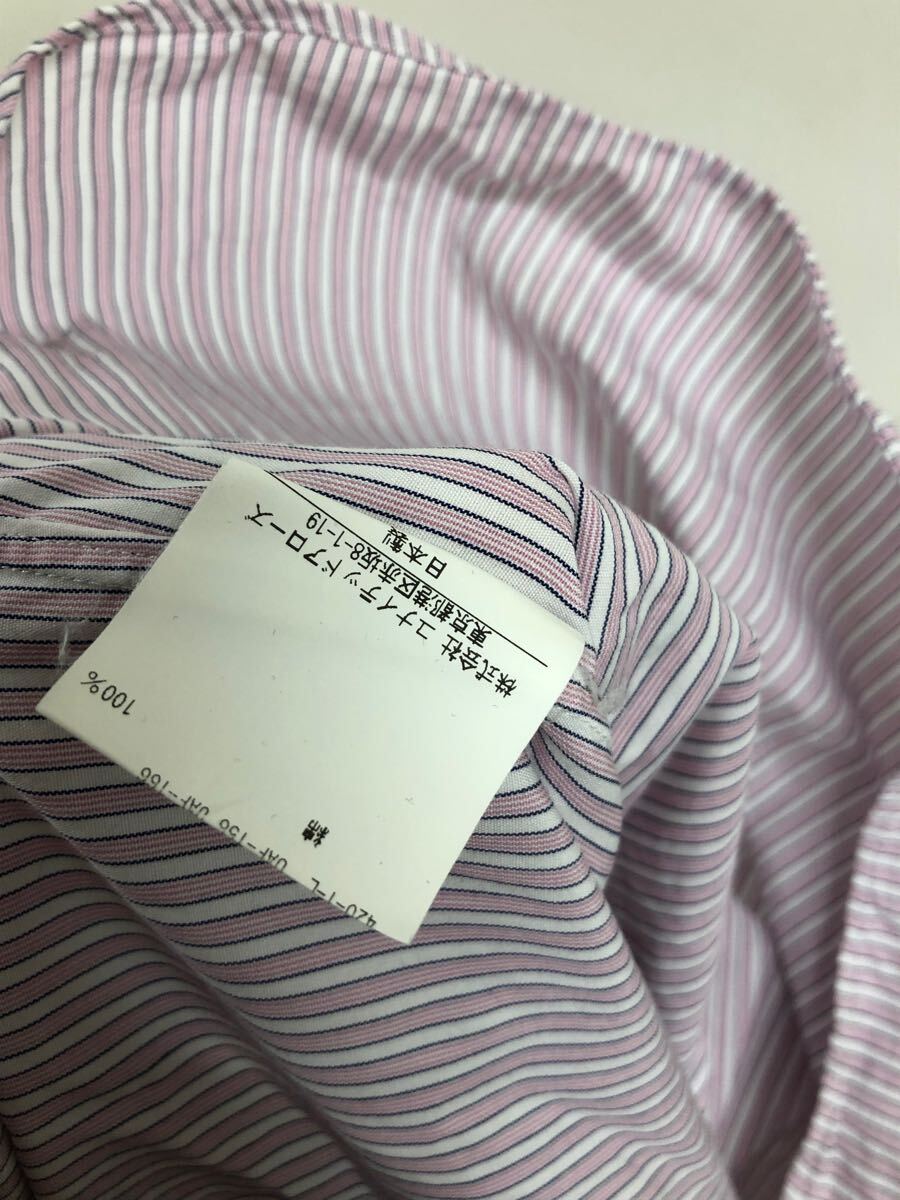 綿
100%
株式会社 ユナイテッドアローズ
東京都港区赤坂8-1-19
日本製